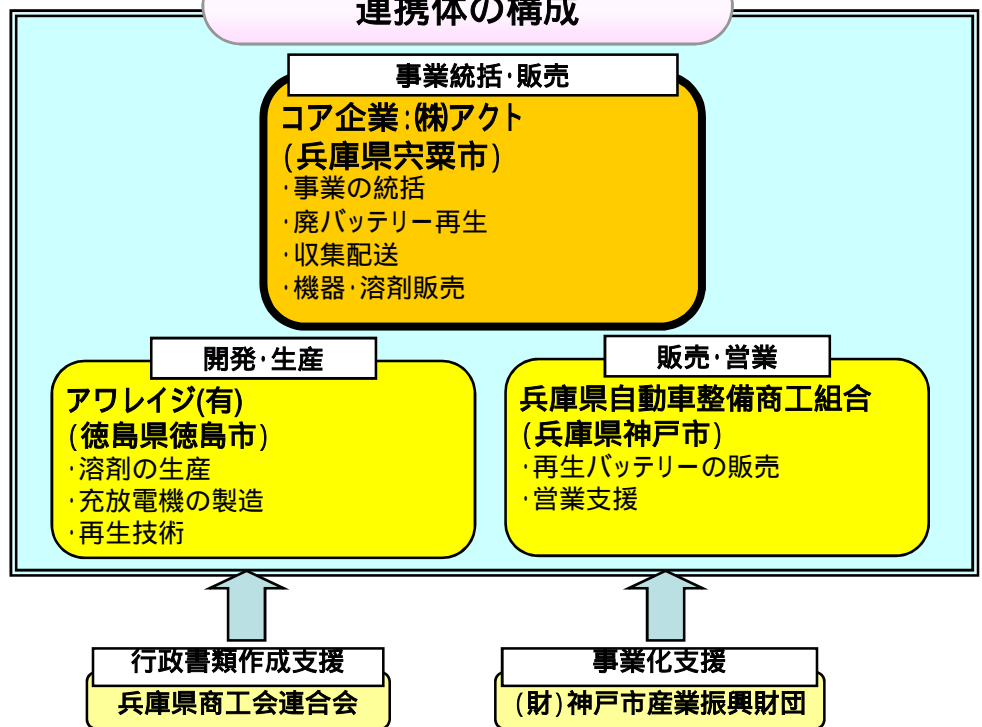 連携体の構成
事業統括・販売
コア企業:㈱アクト
(兵庫県宍粟市)
・事業の統括
・廃バッテリー再生
・収集配送
・機器・溶剤販売
開発・生産
アワレイジ(有)
(徳島県徳島市)
・溶剤の生産
・充放電機の製造
・再生技術
販売・営業
兵庫県自動車整備商工組合
(兵庫県神戸市)
・再生バッテリーの販売
・営業支援
行政書類作成支援
兵庫県商工会連合会
事業化支援
(財)神戸市産業振興財団